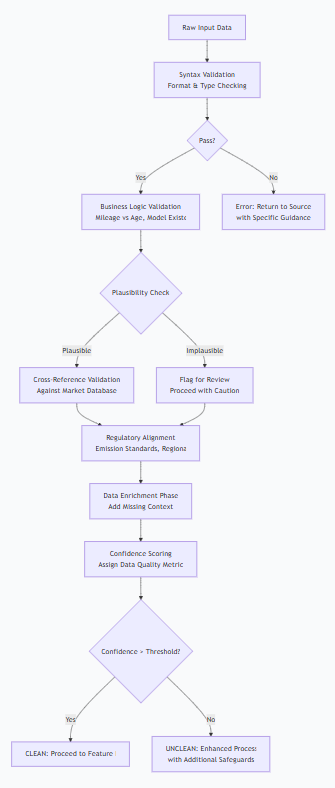 Raw Input Data
Syntax Validation
Format & Type Checking
Pass?
Yes
No
Business Logic Validation
Mileage vs Age, Model Existe
Error: Return to Source
with Specific Guidance
Plausibility Check
Plausible
Implausible
Cross-Reference Validation
Against Market Database
Flag for Review
Proceed with Caution
Regulatory Alignment
Emission Standards, Regiona
Data Enrichment Phase
Add Missing Context
Confidence Scoring
Assign Data Quality Metric
Confidence > Threshold?
Yes
No
CLEAN: Proceed to Feature
UNCLEAN: Enhanced Proces
with Additional Safeguards